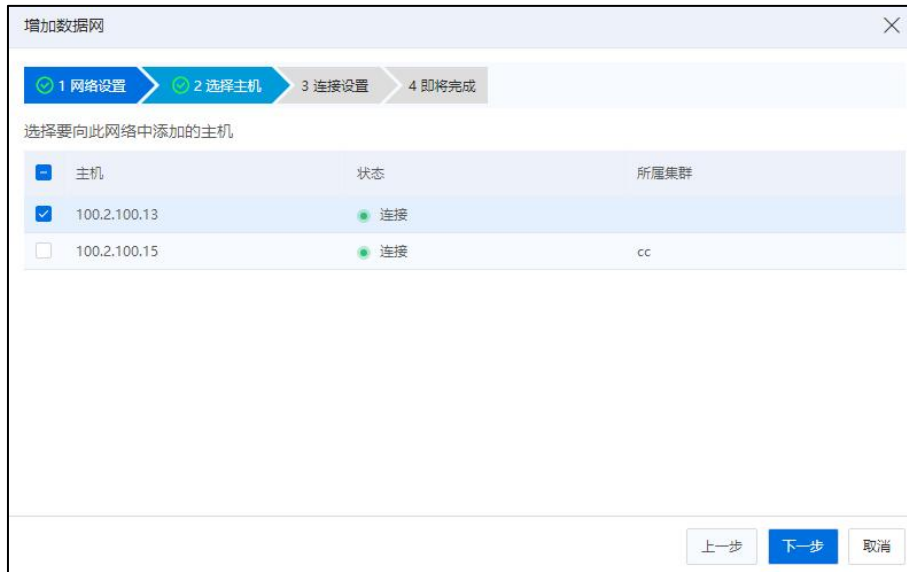 增加数据网
1 网络设置 2 选择主机 3 连接设置 4 即将完成
选择要向此网络中添加的主机
主机 状态 所属集群
100.2.100.13 连接
100.2.100.15 连接 cc
上一步 下一步 取消